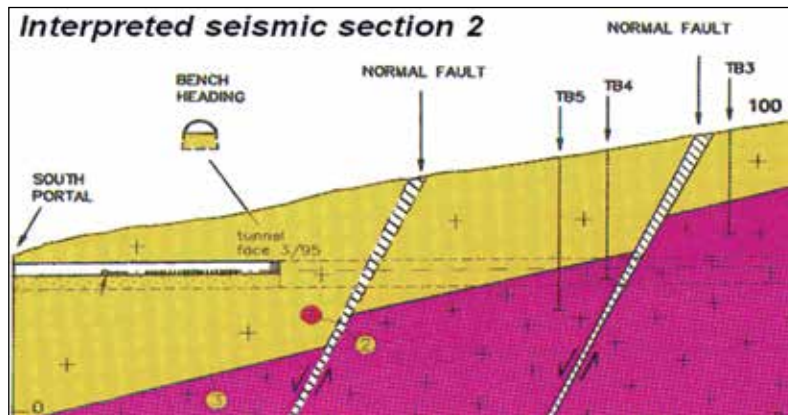 Interpreted seismic section 2
NORMAL FAULT
BENCH
HEADING
NORMAL FAULT
TB5
TB4
TB3
100
SOUTH
PORTAL
tunnel
face 3/95
2
3
0